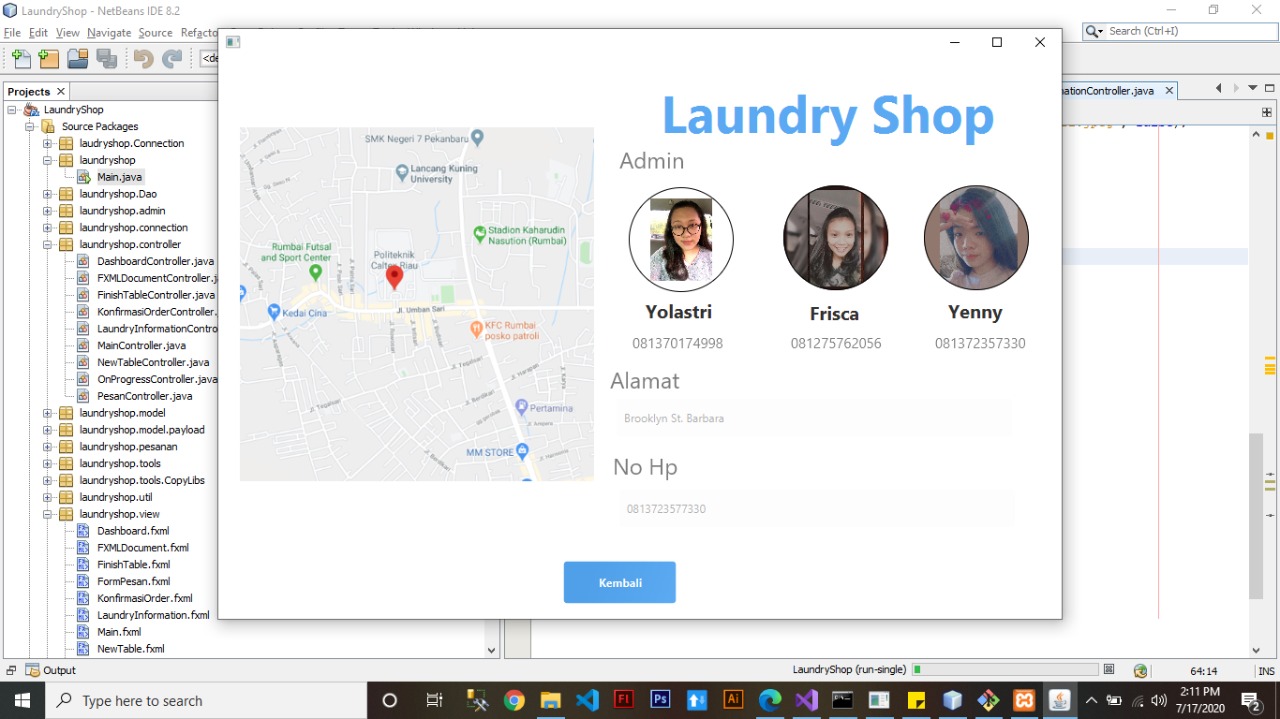 LaundryShop - NetBeans IDE 8.2
File Edit View Navigate Source Refacto
Search (Ctrl+I)
<de
Projects
LaundryShop
Source Packages
laudryshop.Connection
laundryshop
Main.java
laundryshop.Dao
laundryshop.admin
laundryshop.connection
laundryshop.controller
DashboardController.java
FXMLDocumentController.j
FinishTableController.java
KonfirmasiOrderController.
LaundryInformationContro
MainController.java
NewTableController.java
OnProgressController.java
PesanController.java
laundryshop.model
laundryshop.model.payload
laundryshop.pesanan
laundryshop.tools
laundryshop.tools.CopyLibs
laundryshop.util
laundryshop.view
Dashboard.fxml
FXMLDocument.fxml
FinishTable.fxml
FormPesan.fxml
KonfirmasiOrder.fxml
LaundryInformation.fxml
Main.fxml
NewTable.fxml
ationController.java
SMK Negeri 7 Pekanbaru
Lancang Kuning
University
Stadion Kaharudin
Nasution (Rumbai)
Rumbai Futsal
and Sport Center
Politeknik
Caltex Riau
Jl. Umban Sari
Kedai Cina
KFC Rumbai
posko patroli
Jl. Tegalsari
Pertamina
MM STORE
Laundry Shop
Admin
Yolastri
Frisca
Yenny
081370174998
081275762056
081372357330
Alamat
Brooklyn St. Barbara
No Hp
0813723577330
Kembali
Output
LaundryShop (run-single)
64:14
INS
Type here to search
2:11 PM
7/17/2020
2